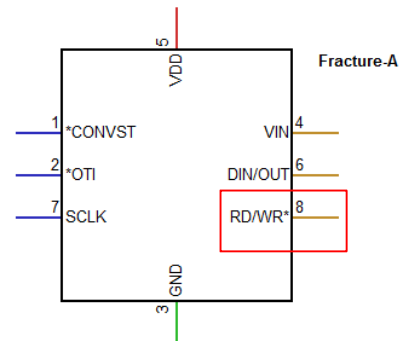 5
VDD
Fracture-A
1 *CONVST
VIN 4
2 *OTI
DIN/OUT 6
7 SCLK
RD/WR* 8
GND
3